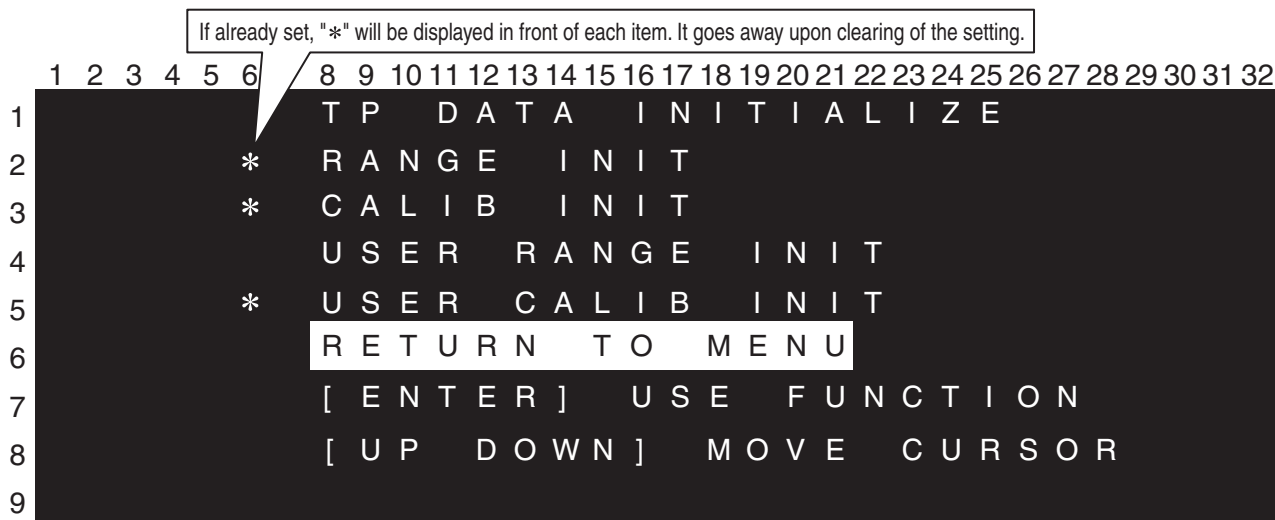 If already set, "*" will be displayed in front of each item. It goes away upon clearing of the setting.
1 2 3 4 5 6 8 9 10 11 12 13 14 15 16 17 18 19 20 21 22 23 24 25 26 27 28 29 30 31 32
1 TP DATA INITIALIZE
2 * RANGE INIT
3 * CALIB INIT
4 USER RANGE INIT
5 * USER CALIB INIT
6 RETURN TO MENU
7 [ENTER] USE FUNCTION
8 [UP DOWN] MOVE CURSOR
9